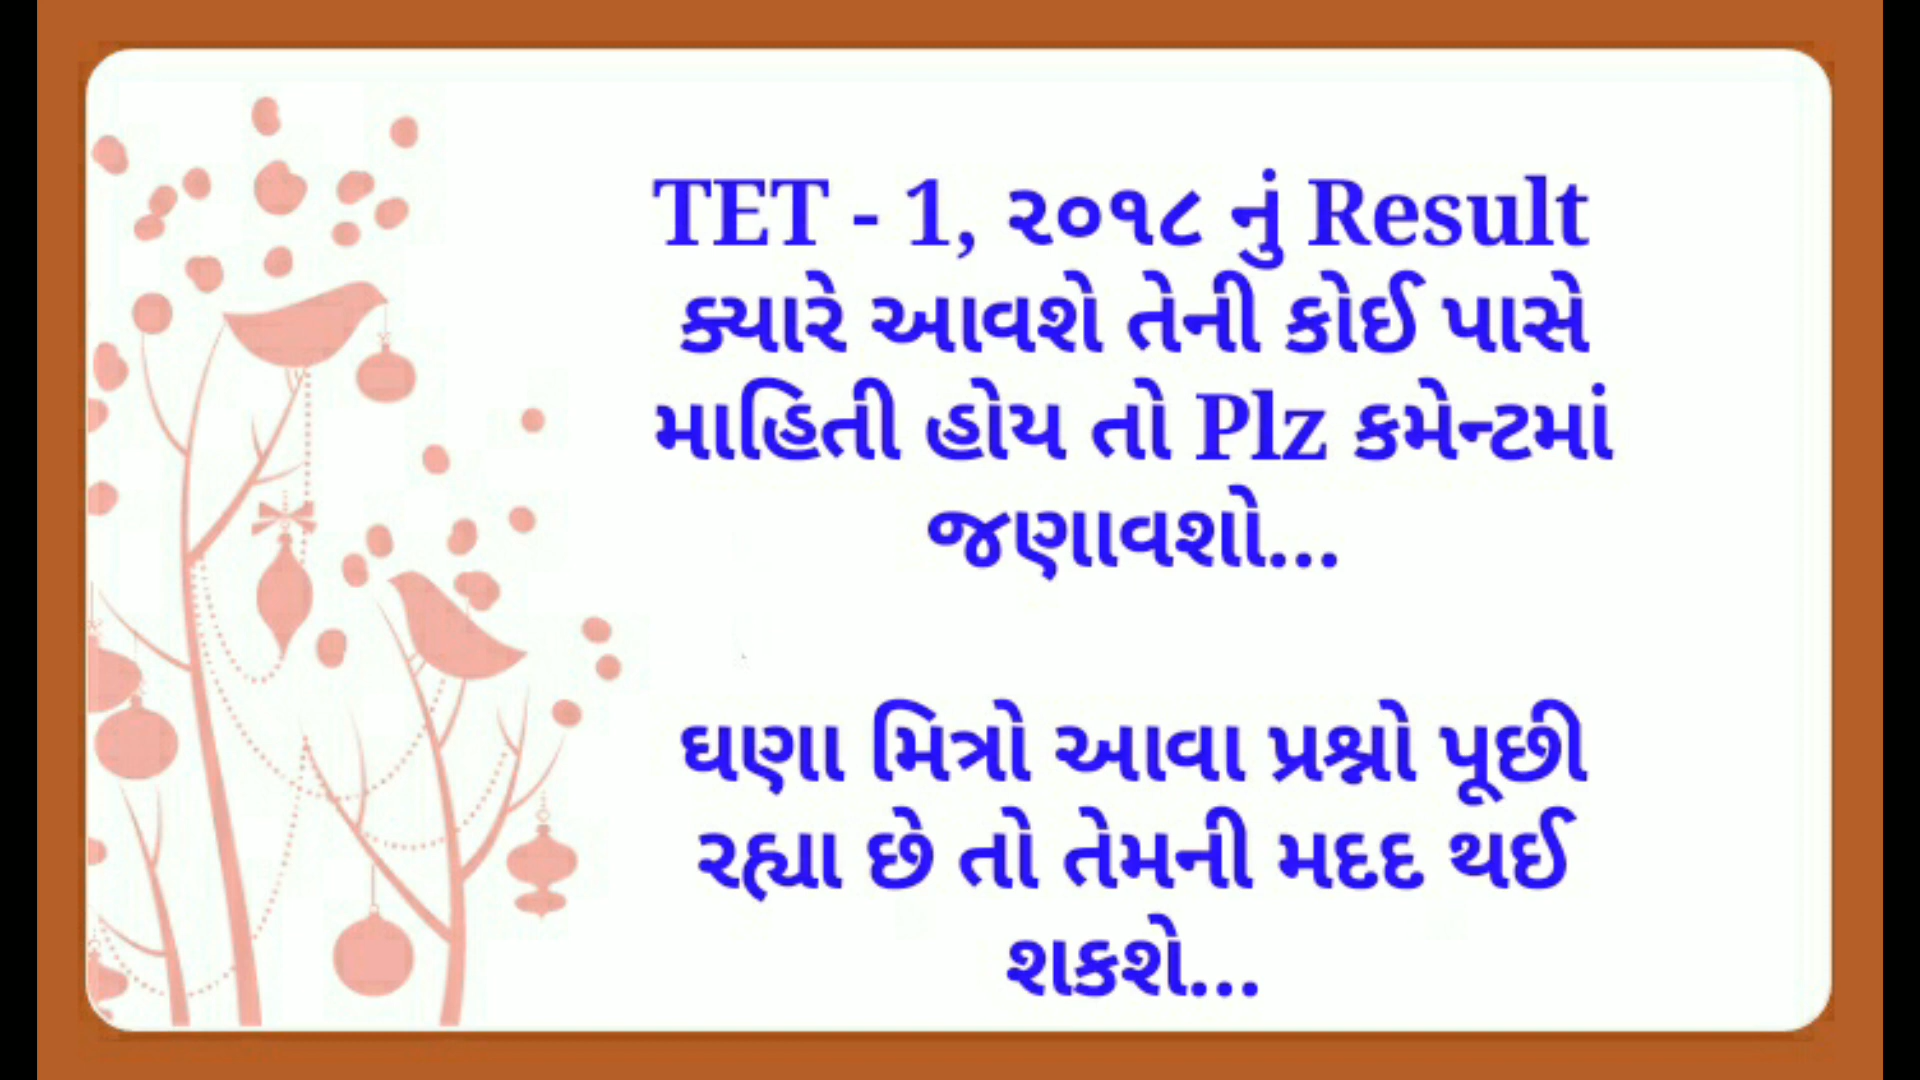 TET - 1, ૨૦૧૮ નું Result
ક્યારે આવશે તેની કોઈ પાસે
માહિતી હોય તો Plz કમેન્ટમાં
જણાવશો...
ઘણા મિત્રો આવા પ્રશ્નો પૂછી
રહ્યા છે તો તેમની મદદ થઈ
શકશે...